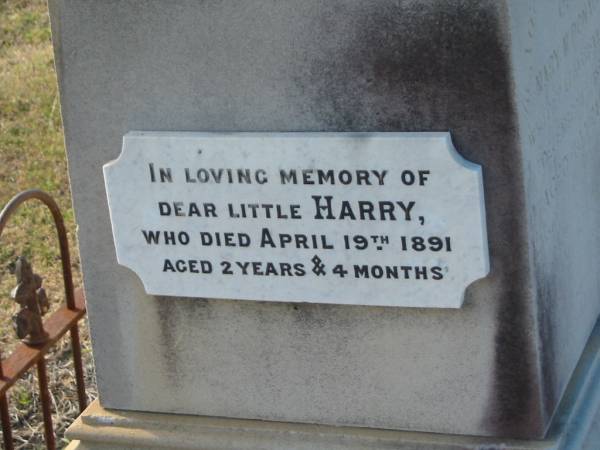 IN LOVING MEMORY OF
DEAR LITTLE HARRY,
WHO DIED APRIL 19TH 1891
AGED 2 YEARS & 4 MONTHS